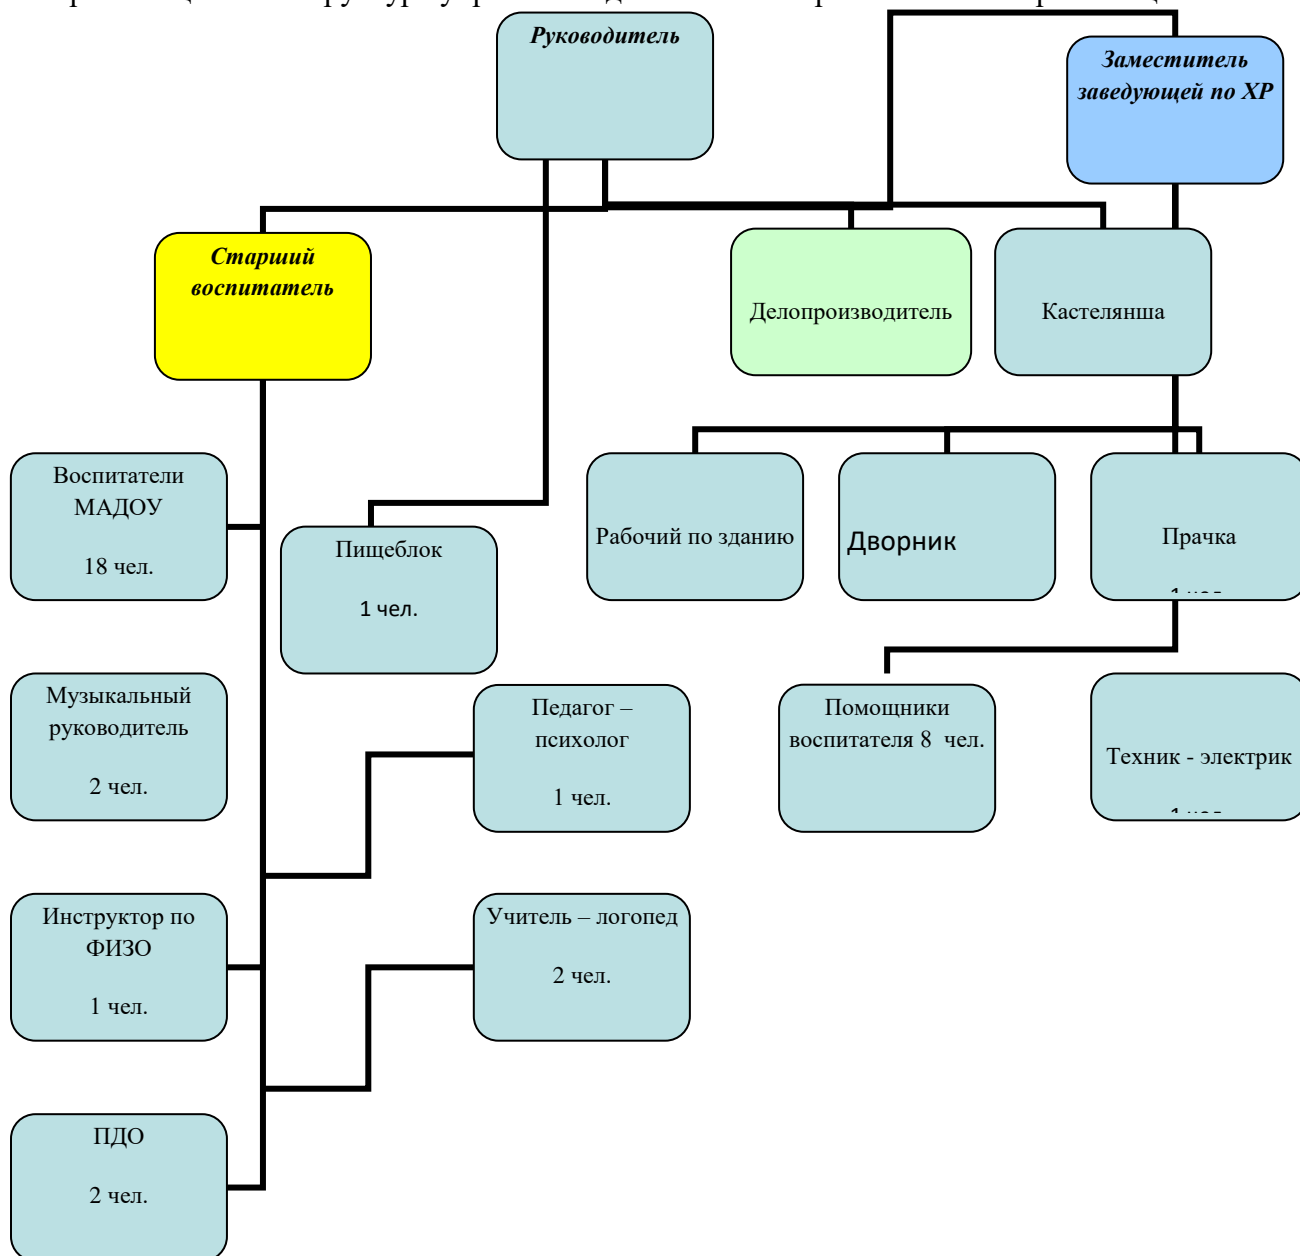 Руководитель
Заместитель
заведующей по ХР
Старший
воспитатель
Делопроизводитель
Кастелянша
Воспитатели
МАДОУ
18 чел.
Пищеблок
1 чел.
Рабочий по зданию
Дворник
Прачка
Музыкальный
руководитель
2 чел.
Педагог –
психолог
1 чел.
Помощники
воспитателя 8 чел.
Техник - электрик
Инструктор по
ФИЗО
1 чел.
Учитель – логопед
2 чел.
ПДО
2 чел.